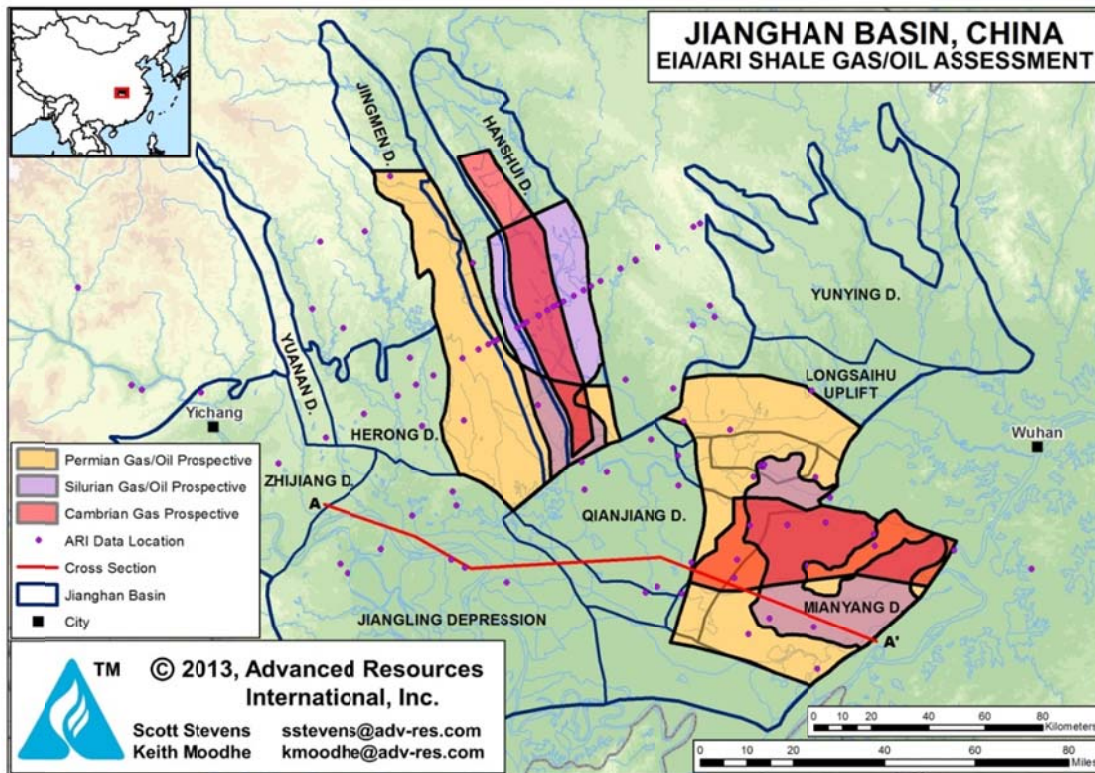 JIANGHAN BASIN, CHINA
EIA/ARI SHALE GAS/OIL ASSESSMENT
JINGMEN D.
HANSHUI D.
YUNYING D.
YUANAN D.
LONGSAIHU
UPLIFT
Yichang
Wuhan
HERONG D.
Permian Gas/Oil Prospective
Silurian Gas/Oil Prospective
Cambrian Gas Prospective
ARI Data Location
Cross Section
Jianghan Basin
City
ZHIJIANG D.
A
QIANJIANG D.
JIANGLING DEPRESSION
MIANYANG D.
A'
TM
© 2013, Advanced Resources
International, Inc.
Scott Stevens sstevens@adv-res.com
Keith Moodhe kmoodhe@adv-res.com
0 20 40 60 80
Kilometers
0 20 40 60 80
Miles